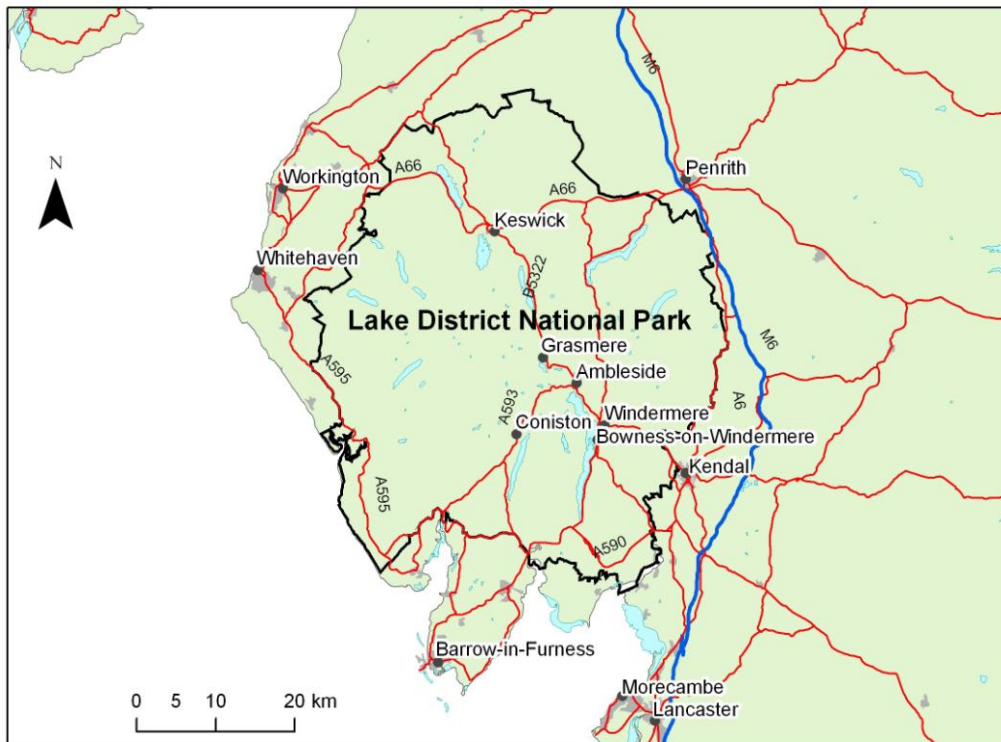 M6
N
A66
Penrith
Workington
A66
Keswick
Whitehaven
B5322
Lake District National Park
M6
Grasmere
A595
Ambleside
A6
A593
Windermere
Coniston
Bowness-on-Windermere
Kendal
A595
A590
Barrow-in-Furness
0 5 10 20 km
Morecambe
Lancaster